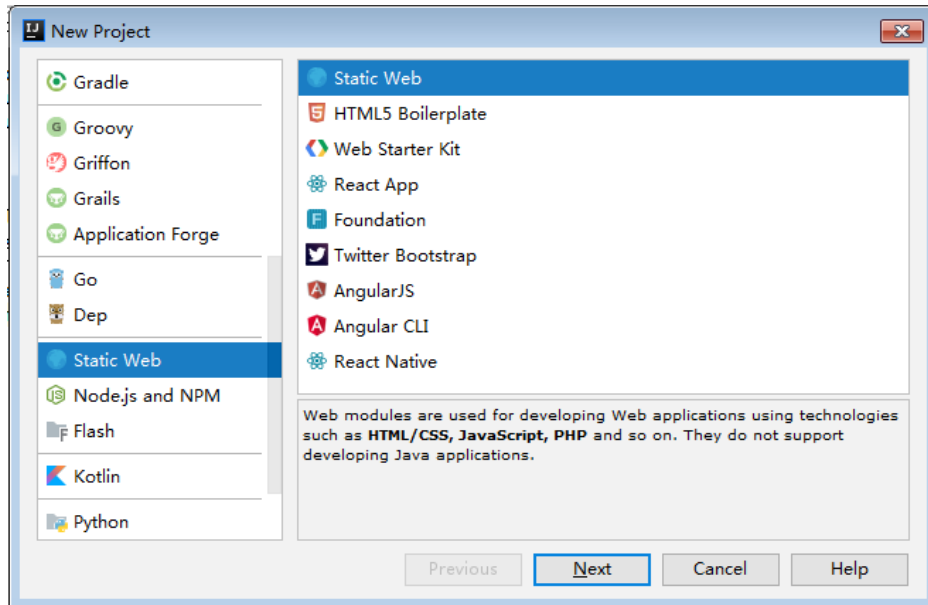 New Project
Gradle
Groovy
Griffon
Grails
Application Forge
Go
Dep
Static Web
Node.js and NPM
Flash
Kotlin
Python
Static Web
HTML5 Boilerplate
Web Starter Kit
React App
Foundation
Twitter Bootstrap
AngularJS
Angular CLI
React Native
Web modules are used for developing Web applications using technologies
such as HTML/CSS, JavaScript, PHP and so on. They do not support
developing Java applications.
Previous
Next
Cancel
Help